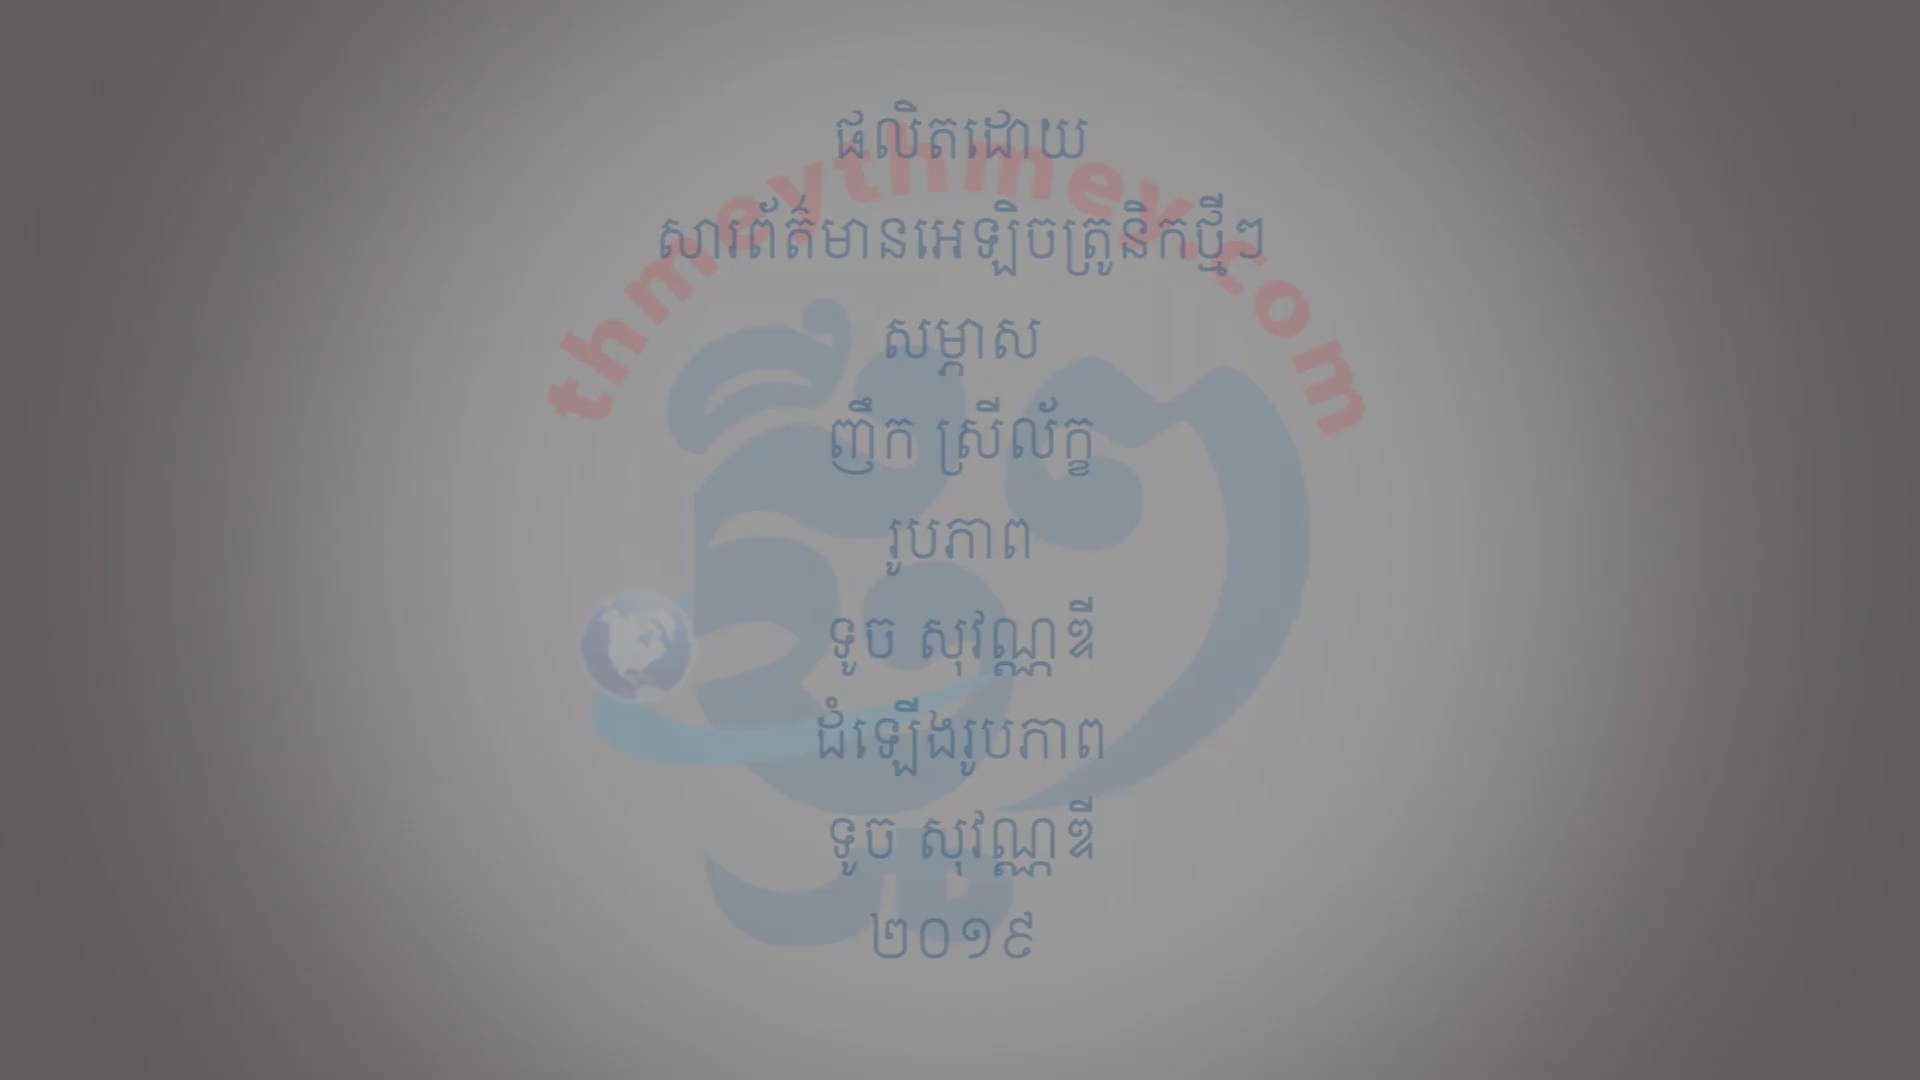 ផលិតដោយ
សារព័ត៌មានអេឡិចត្រូនិកថ្មីៗ
សម្ភាស
ញឹក ស្រីល័ក្ខ
រូបភាព
ទូច សុវណ្ណឌី
ដំឡើងរូបភាព
ទូច សុវណ្ណឌី
២០១៩
thmeythmey.com
ថ្មីៗ